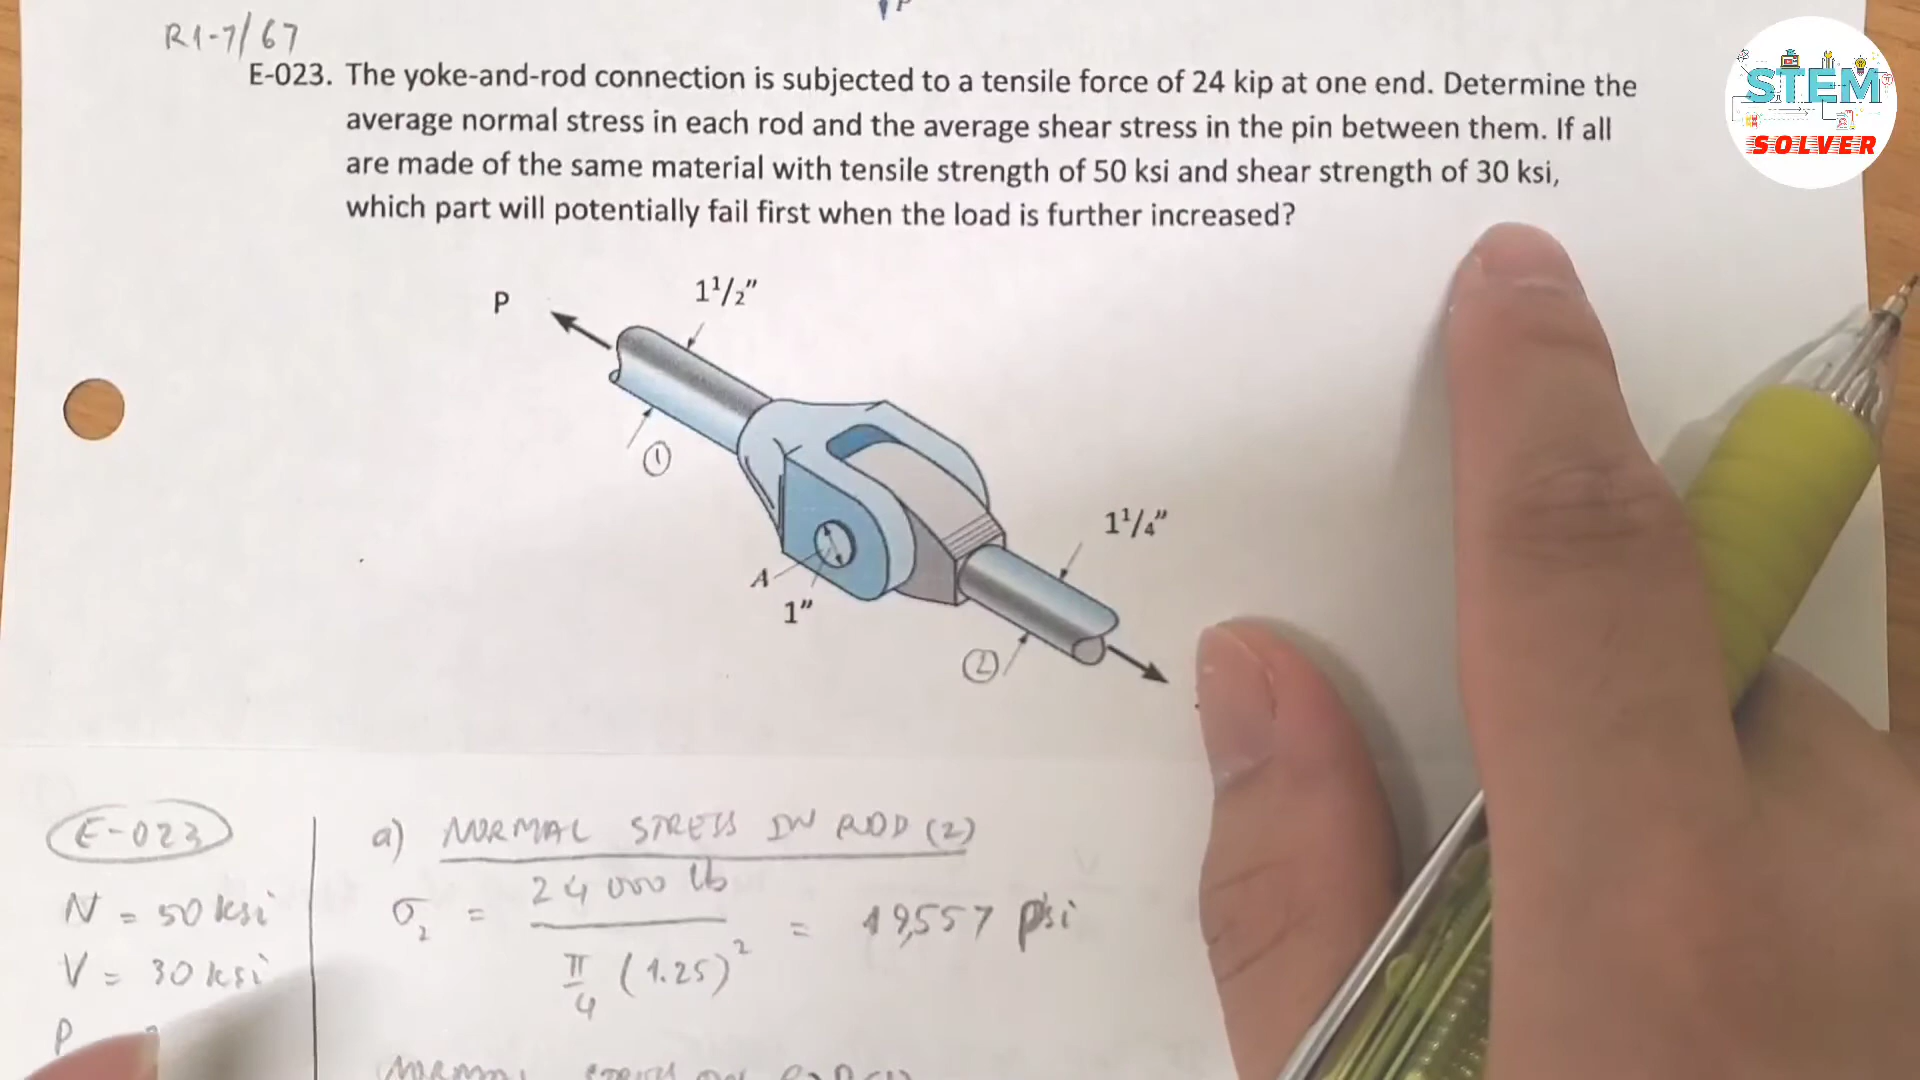 P
R1-7/67
E-023. The yoke-and-rod connection is subjected to a tensile force of 24 kip at one end. Determine the
average normal stress in each rod and the average shear stress in the pin between them. If all
are made of the same material with tensile strength of 50 ksi and shear strength of 30 ksi,
which part will potentially fail first when the load is further increased?
STEM
SOLVER
P
1¹/₂”
①
1¹/₄”
A
1”
②
E-023
N = 50 ksi
V = 30 ksi
P
a) NORMAL STRESS IN ROD (2)
σ₂ = 24 000 lb / π/4 (1.25)² = 19,557 psi
NORMAL STRESS